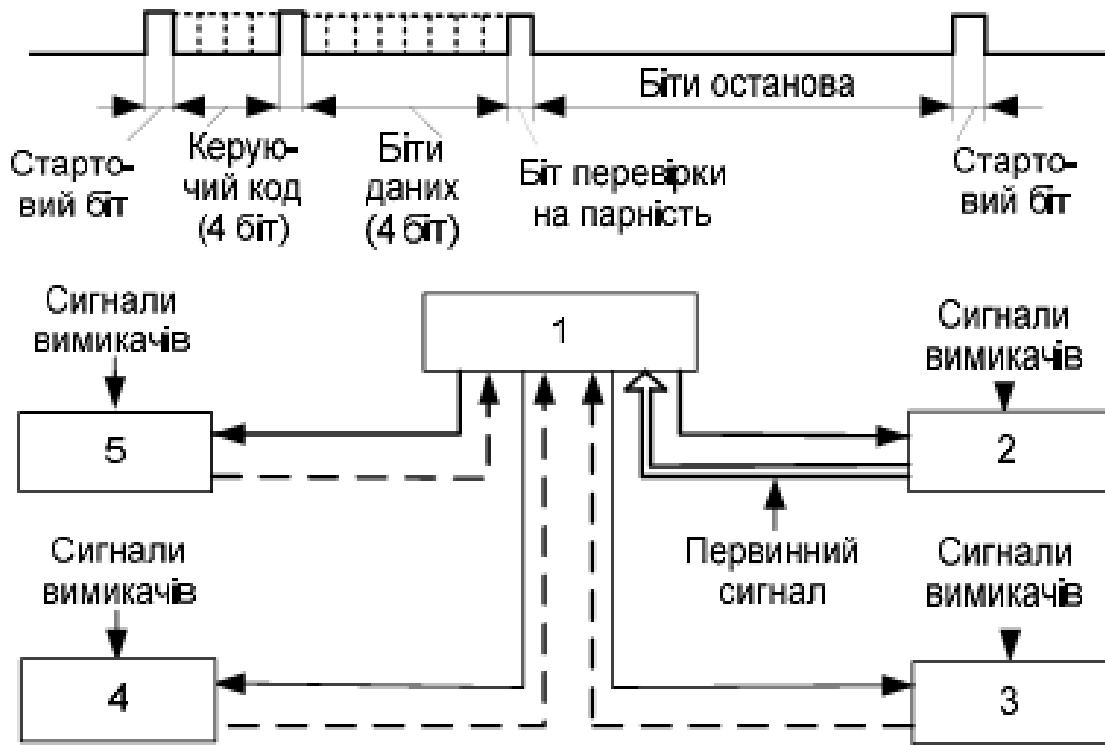 Біти останова
Старто-
вий біт
Керую-
чий код
(4 біт)
Біти
даних
(4 біт)
Біт перевірки
на парність
Старто-
вий біт
Сигнали
вимикачів
1
Сигнали
вимикачів
5
2
Сигнали
вимикачів
Первинний
сигнал
Сигнали
вимикачів
4
3